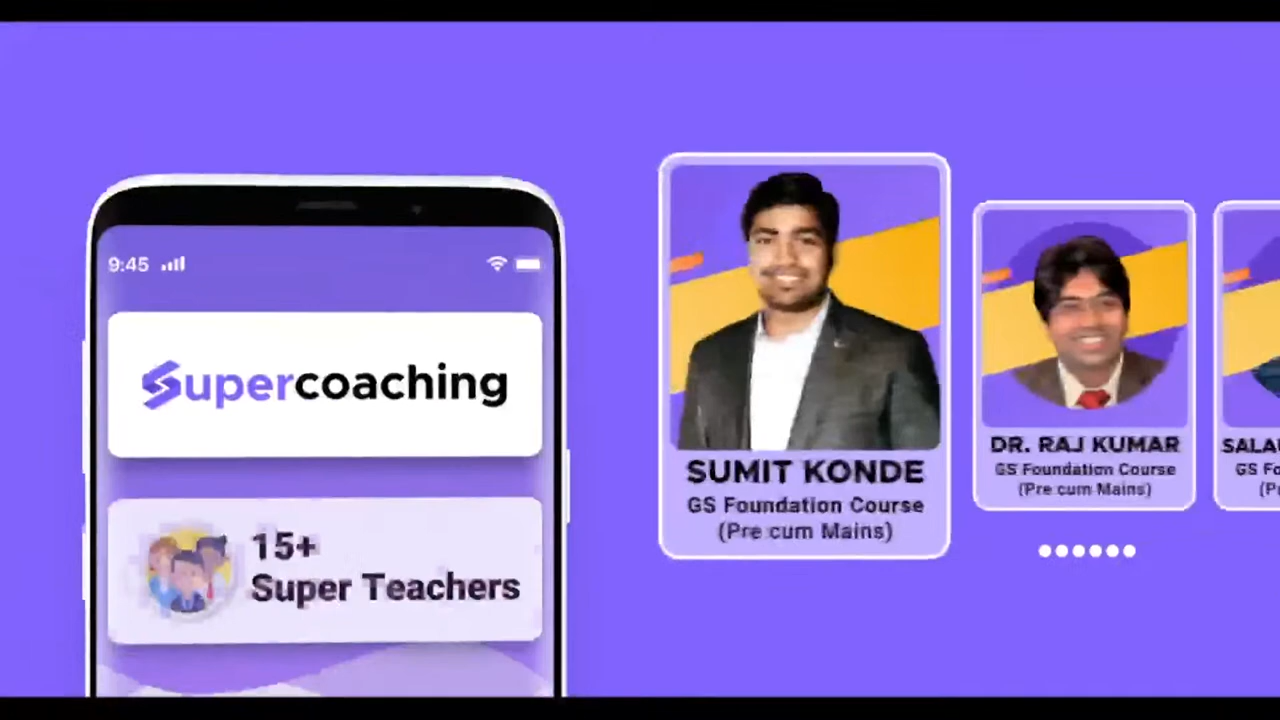 9:45
Supercoaching
15+
Super Teachers
SUMIT KONDE
GS Foundation Course
(Pre cum Mains)
DR. RAJ KUMAR
GS Foundation Course
(Pre cum Mains)
GS